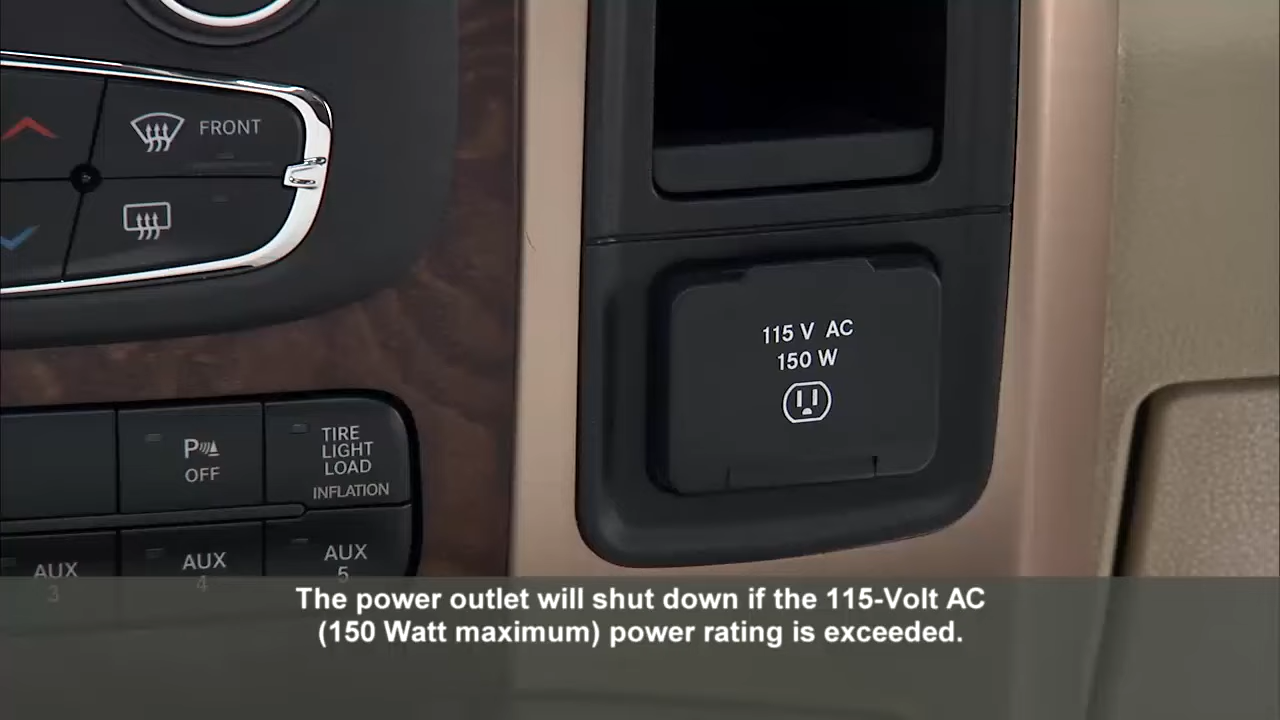 FRONT
115 V AC
150 W
P
OFF
TIRE
LIGHT
LOAD
INFLATION
AUX
3
AUX
4
AUX
5
The power outlet will shut down if the 115-Volt AC
(150 Watt maximum) power rating is exceeded.